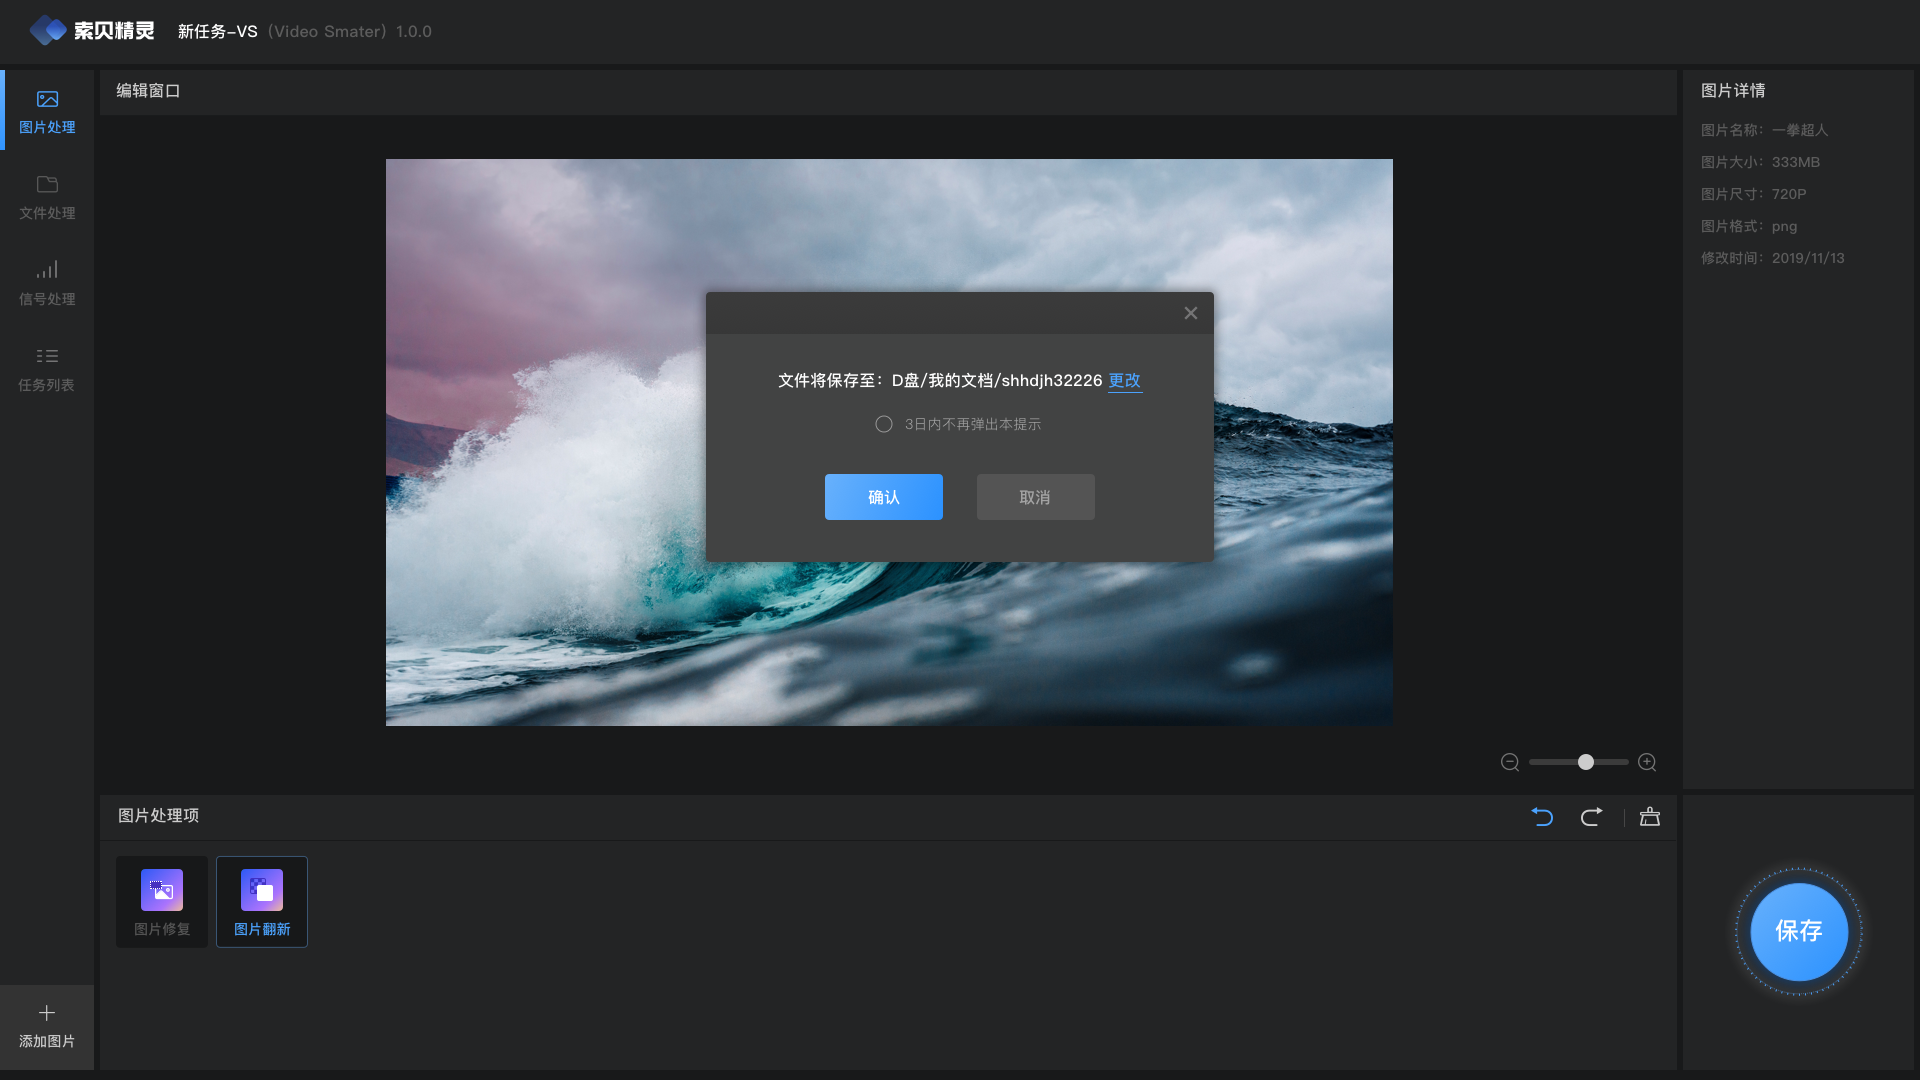 索贝精灵 新任务-VS（Video Smater）1.0.0
图片处理
文件处理
信号处理
任务列表
添加图片
编辑窗口
文件将保存至：D盘/我的文档/shhdjh32226 更改
3日内不再弹出本提示
确认 取消
图片详情
图片名称：一拳超人
图片大小：333MB
图片尺寸：720P
图片格式：png
修改时间：2019/11/13
图片处理项
图片修复 图片翻新
保存